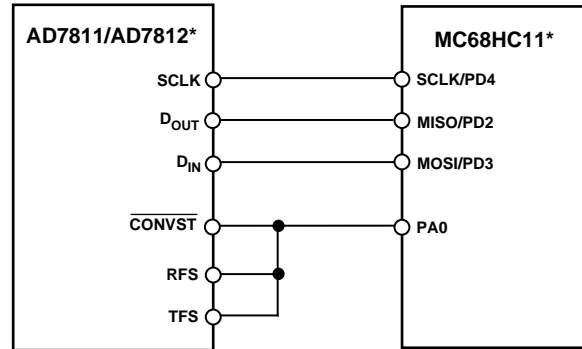 AD7811/AD7812*
MC68HC11*
SCLK
SCLK/PD4
DOUT
MISO/PD2
DIN
MOSI/PD3
CONVST
PA0
RFS
TFS